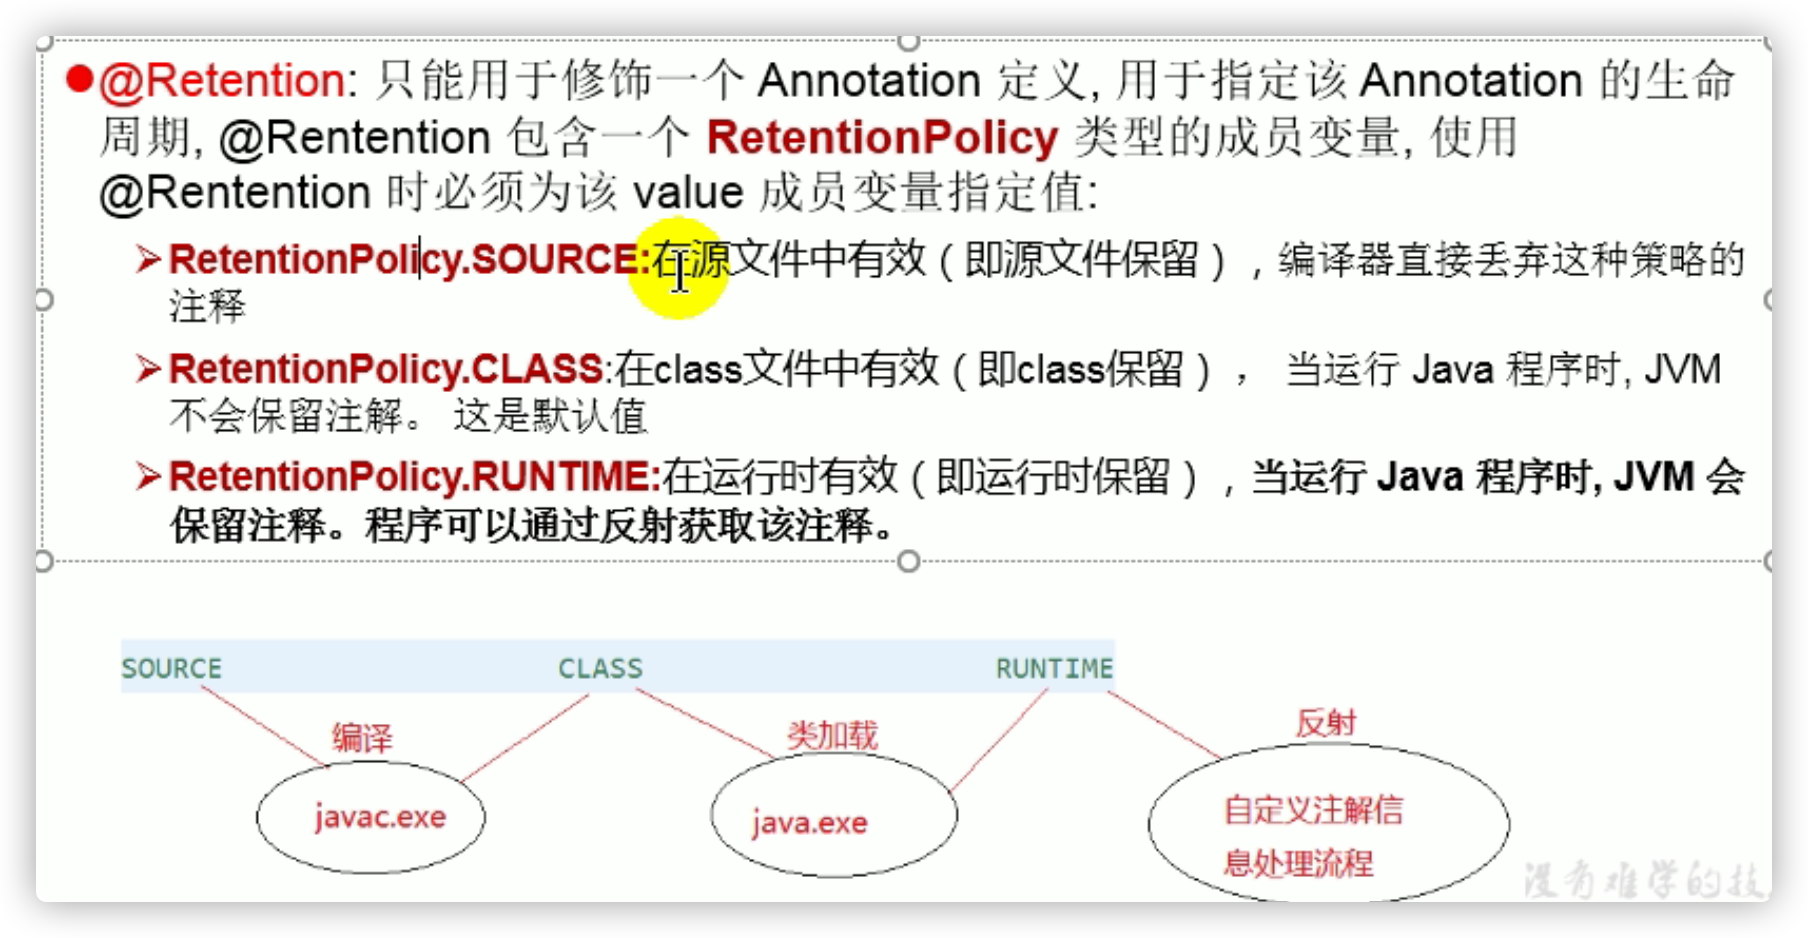 @Retention: 只能用于修饰一个 Annotation 定义, 用于指定该 Annotation 的生命
周期, @Rentention 包含一个 RetentionPolicy 类型的成员变量, 使用
@Rentention 时必须为该 value 成员变量指定值:
RetentionPolicy.SOURCE:在源文件中有效（即源文件保留），编译器直接丢弃这种策略的
注释
RetentionPolicy.CLASS:在class文件中有效（即class保留）， 当运行 Java 程序时, JVM
不会保留注解。 这是默认值
RetentionPolicy.RUNTIME:在运行时有效（即运行时保留），当运行 Java 程序时, JVM 会
保留注释。程序可以通过反射获取该注释。
SOURCE CLASS RUNTIME
编译 类加载 反射
javac.exe java.exe 自定义注解信
息处理流程
没有难学的技